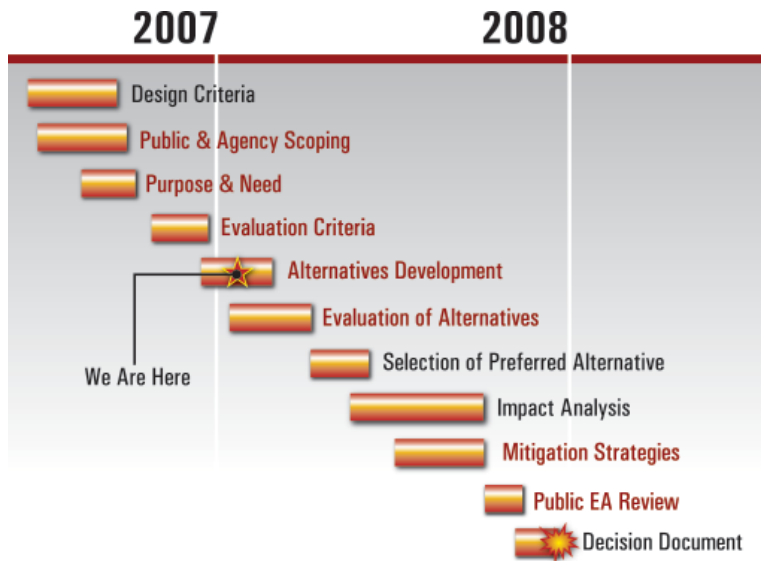 2007
2008
Design Criteria
Public & Agency Scoping
Purpose & Need
Evaluation Criteria
Alternatives Development
Evaluation of Alternatives
Selection of Preferred Alternative
We Are Here
Impact Analysis
Mitigation Strategies
Public EA Review
Decision Document